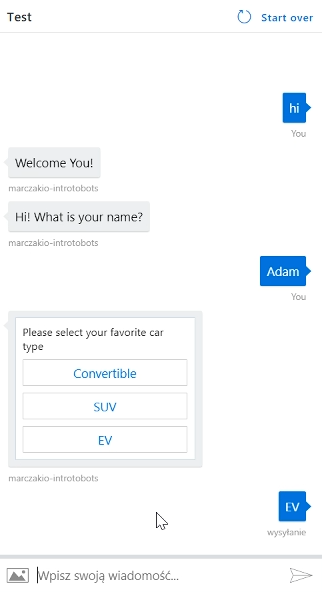 Test
Start over
hi
You
Welcome You!
marczakio-introtobots
Hi! What is your name?
marczakio-introtobots
Adam
You
Please select your favorite car
type
Convertible
SUV
EV
marczakio-introtobots
EV
wysyłanie
Wpisz swoją wiadomość...